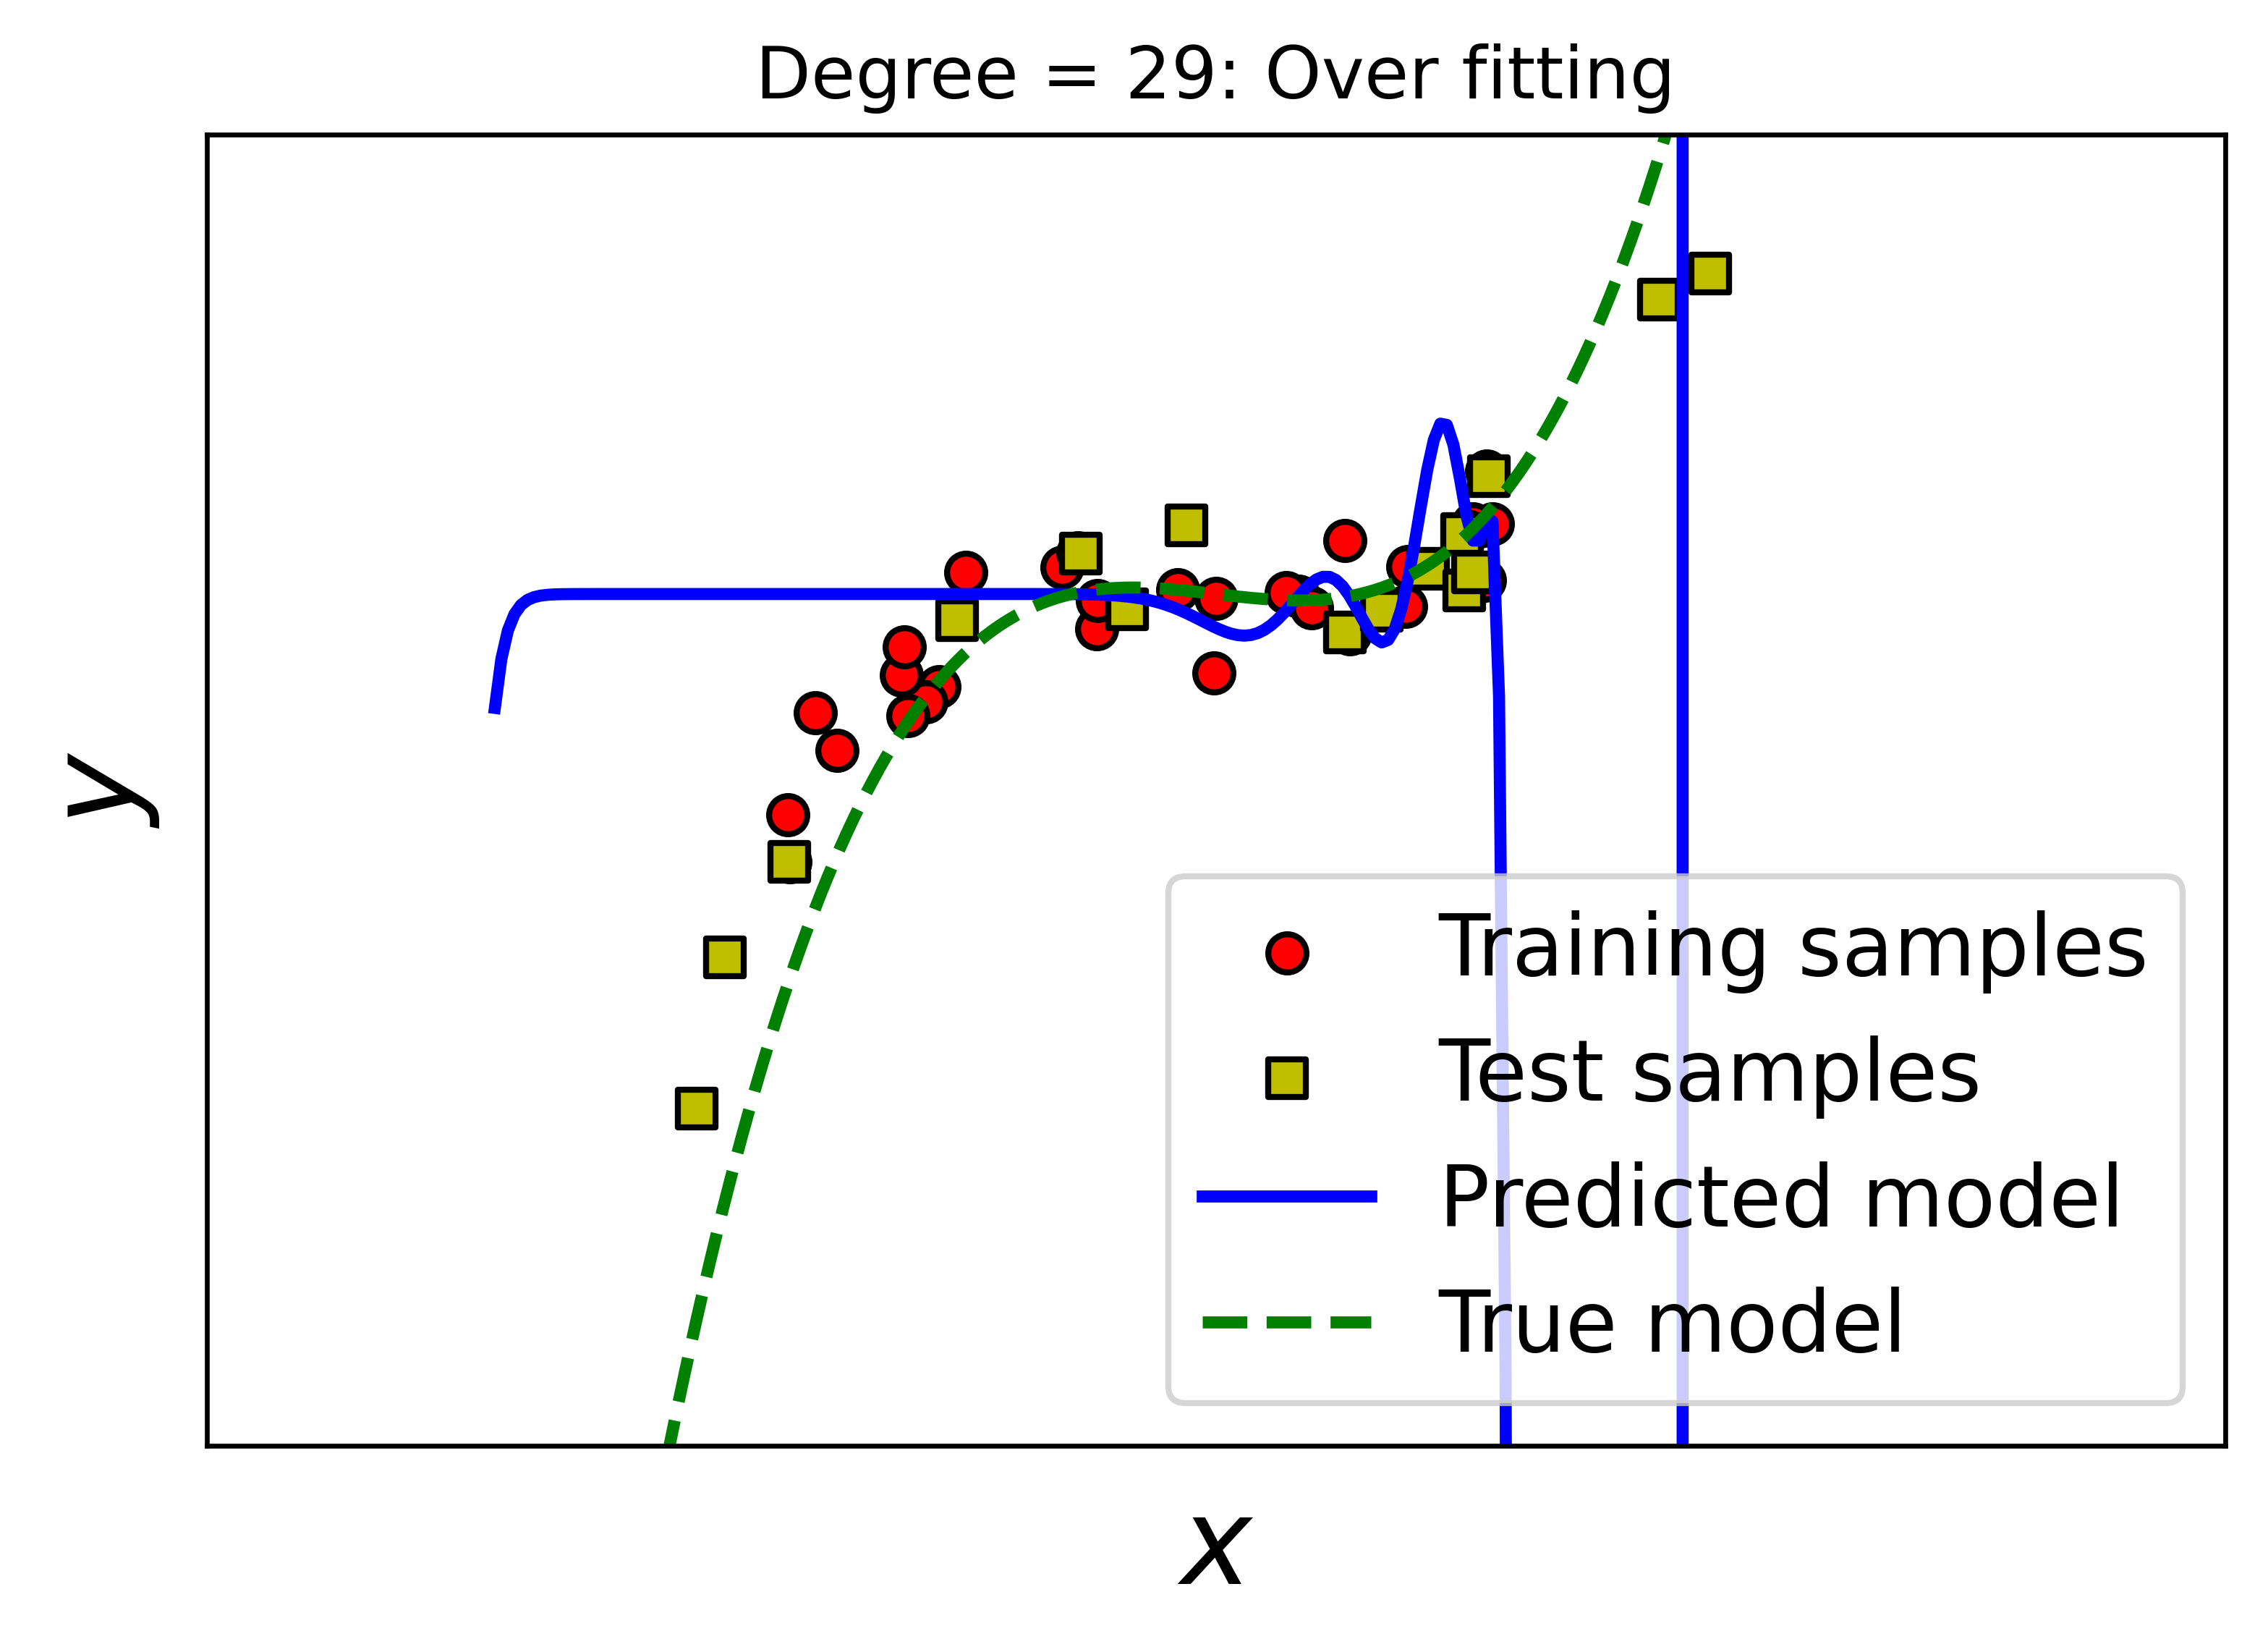 Degree = 29: Over fitting
y
Training samples
Test samples
Predicted model
True model
x